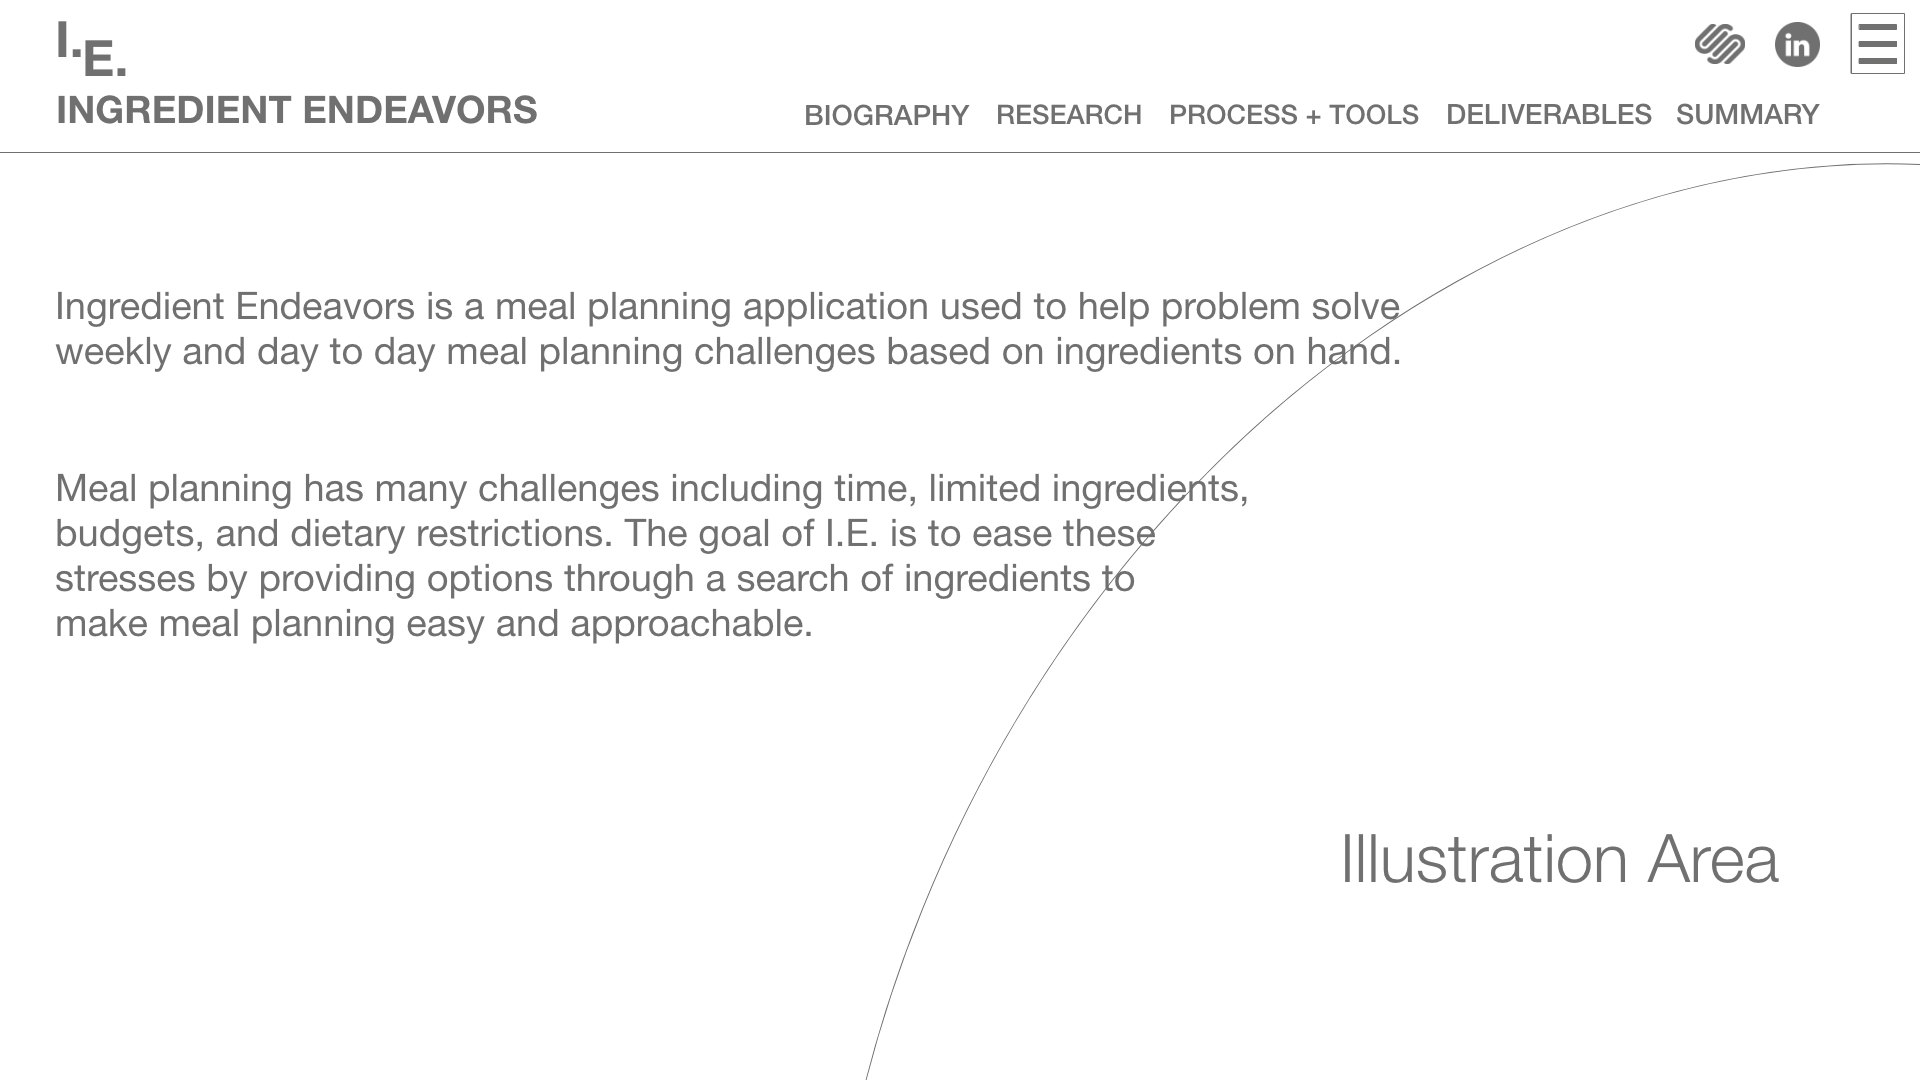 I.E.
INGREDIENT ENDEAVORS
in
BIOGRAPHY RESEARCH PROCESS + TOOLS DELIVERABLES SUMMARY
Ingredient Endeavors is a meal planning application used to help problem solve
weekly and day to day meal planning challenges based on ingredients on hand.
Meal planning has many challenges including time, limited ingredients,
budgets, and dietary restrictions. The goal of I.E. is to ease these
stresses by providing options through a search of ingredients to
make meal planning easy and approachable.
Illustration Area